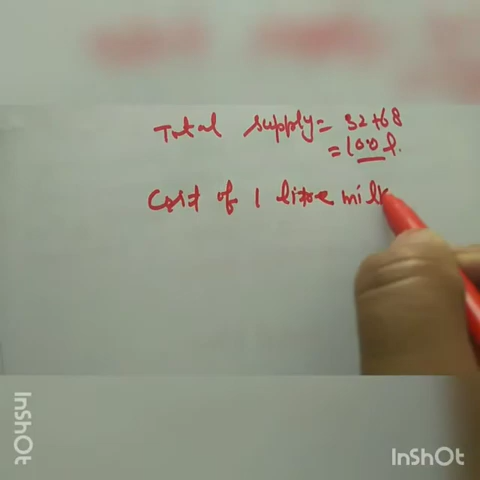 Total supply = 32+68
= 100 l.
Cost of 1 litre milk
InShOt
InShOt